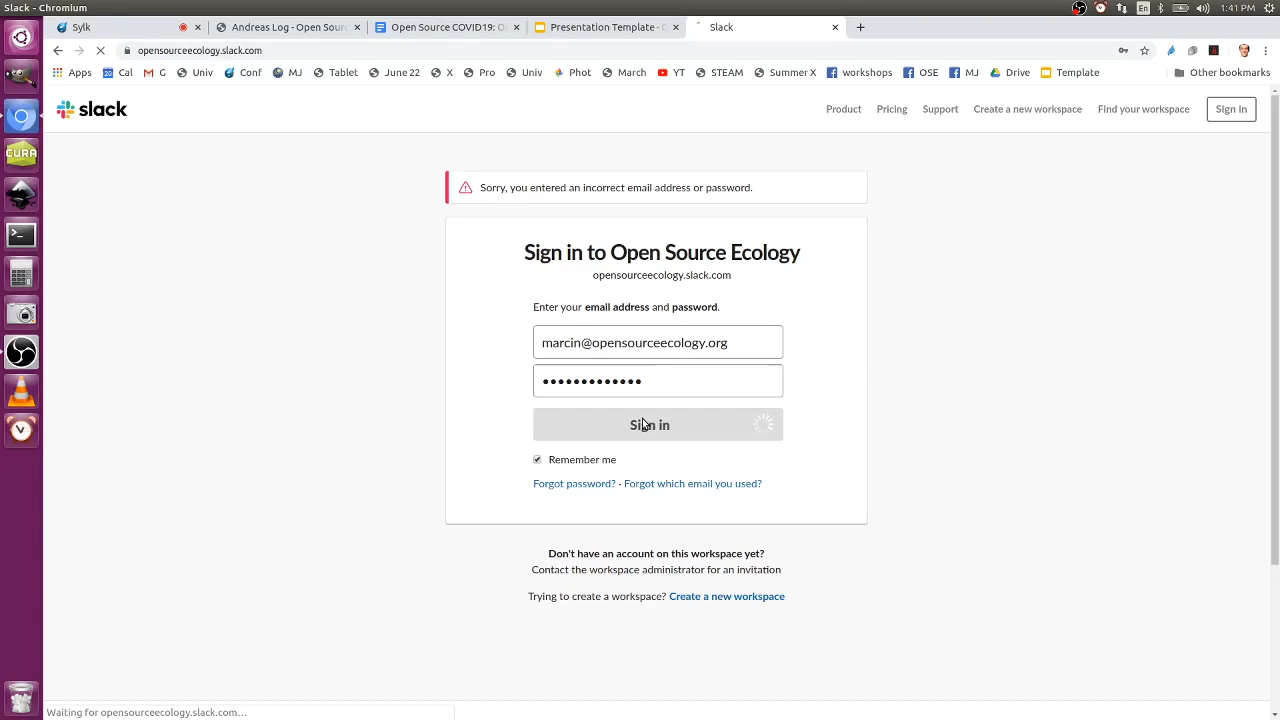 Slack - Chromium
En
1:41 PM
Sylk
Andreas Log - Open Sourc
Open Source COVID19: O
Presentation Template - C
Slack
opensourceecology.slack.com
Apps
Cal
G
Univ
Conf
MJ
Tablet
June 22
Xi
Pro
Univ
Phot
March
YT
STEAM
Summer X
workshops
OSE
MJ
Drive
Template
Other bookmarks
slack
Product
Pricing
Support
Create a new workspace
Find your workspace
Sign in
CURA
Sorry, you entered an incorrect email address or password.
Sign in to Open Source Ecology
opensourceecology.slack.com
Enter your email address and password.
marcin@opensourceecology.org
Sign in
Remember me
Forgot password? · Forgot which email you used?
Don't have an account on this workspace yet?
Contact the workspace administrator for an invitation
Trying to create a workspace? Create a new workspace
Waiting for opensourceecology.slack.com...